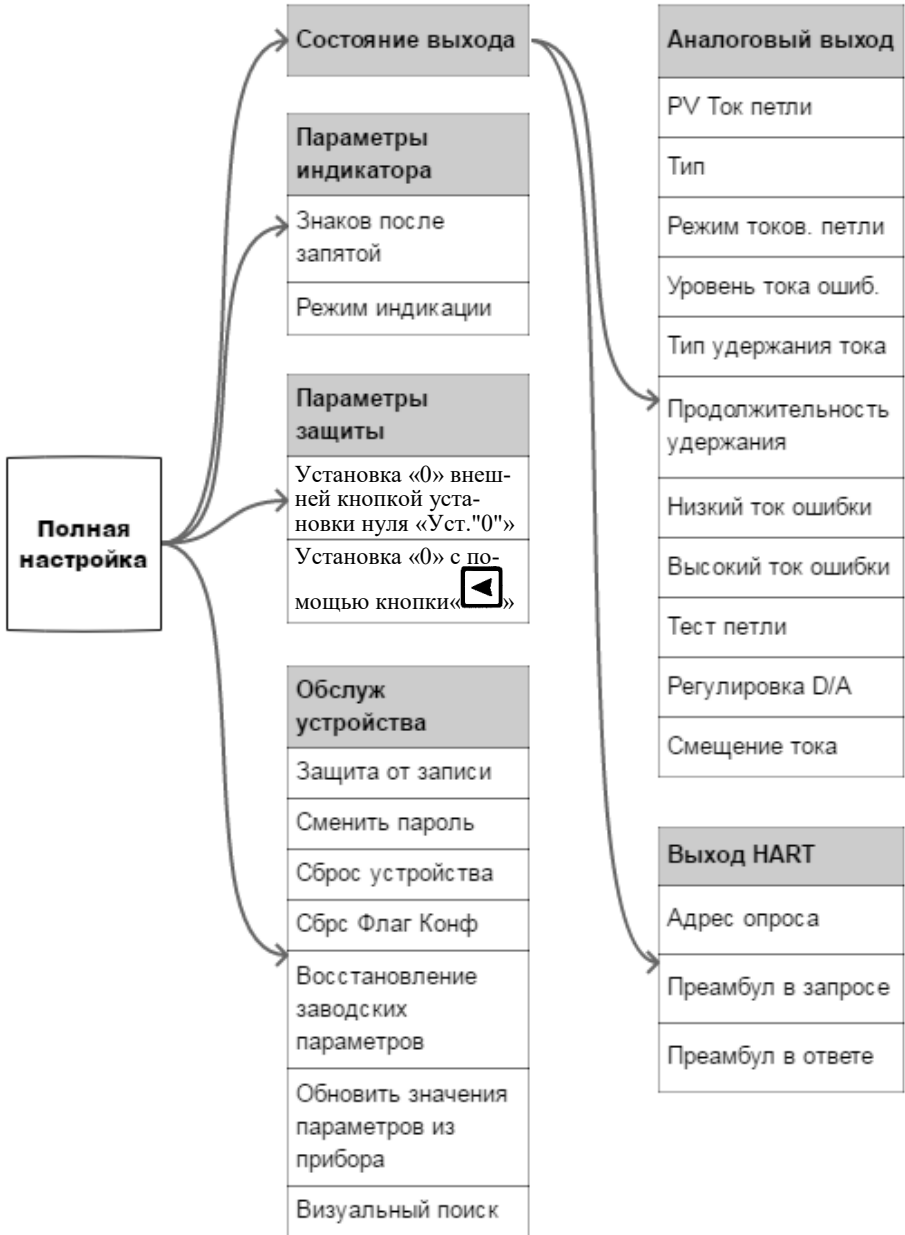 Полная
настройка
Состояние выхода
Параметры
индикатора
Знаков после
запятой
Режим индикации
Параметры
защиты
Установка «0» внеш-
ней кнопкой уста-
новки нуля «Уст."0"»
Установка «0» с по-
мощью кнопки« »
Обслуж
устройства
Защита от записи
Сменить пароль
Сброс устройства
Сбрс Флаг Конф
Восстановление
заводских
параметров
Обновить значения
параметров из
прибора
Визуальный поиск
Аналоговый выход
PV Ток петли
Тип
Режим токов. петли
Уровень тока ошиб.
Тип удержания тока
Продолжительность
удержания
Низкий ток ошибки
Высокий ток ошибки
Тест петли
Регулировка D/A
Смещение тока
Выход HART
Адрес опроса
Преамбул в запросе
Преамбул в ответе